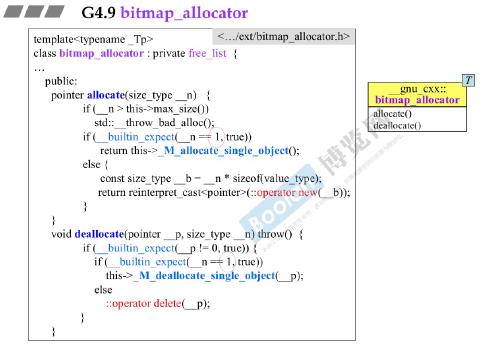 G4.9 bitmap_allocator
<.../ext/bitmap_allocator.h>
template<typename _Tp>
class bitmap_allocator : private free_list {
...
public:
pointer allocate(size_type __n) {
if (__n > this->max_size())
std::__throw_bad_alloc();
if (__builtin_expect(__n == 1, true))
return this->_M_allocate_single_object();
else {
const size_type __b = __n * sizeof(value_type);
return reinterpret_cast<pointer>(::operator new(__b));
}
}
void deallocate(pointer __p, size_type __n) throw() {
if (__builtin_expect(__p != 0, true)) {
if (__builtin_expect(__n == 1, true))
this->_M_deallocate_single_object(__p);
else
::operator delete(__p);
}
}
T
__gnu_cxx::
bitmap_allocator
allocate()
deallocate()
Boolan 博览网